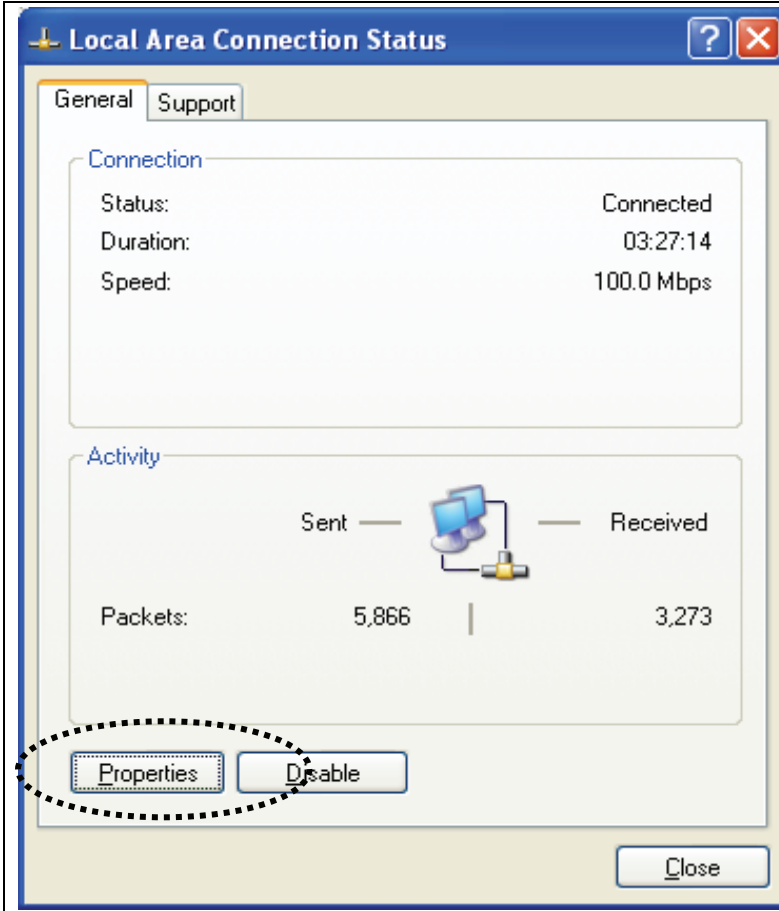 Local Area Connection Status
General Support
Connection
Status: Connected
Duration: 03:27:14
Speed: 100.0 Mbps
Activity
Sent Received
Packets: 5,866 3,273
Properties Disable
Close